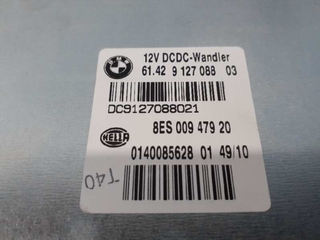 BMW
12V DCDC-Wandler
61.42 9 127 088 03
DC9127088021
HELLA
8ES 009 479 20
0140085628 01 49/10
T40